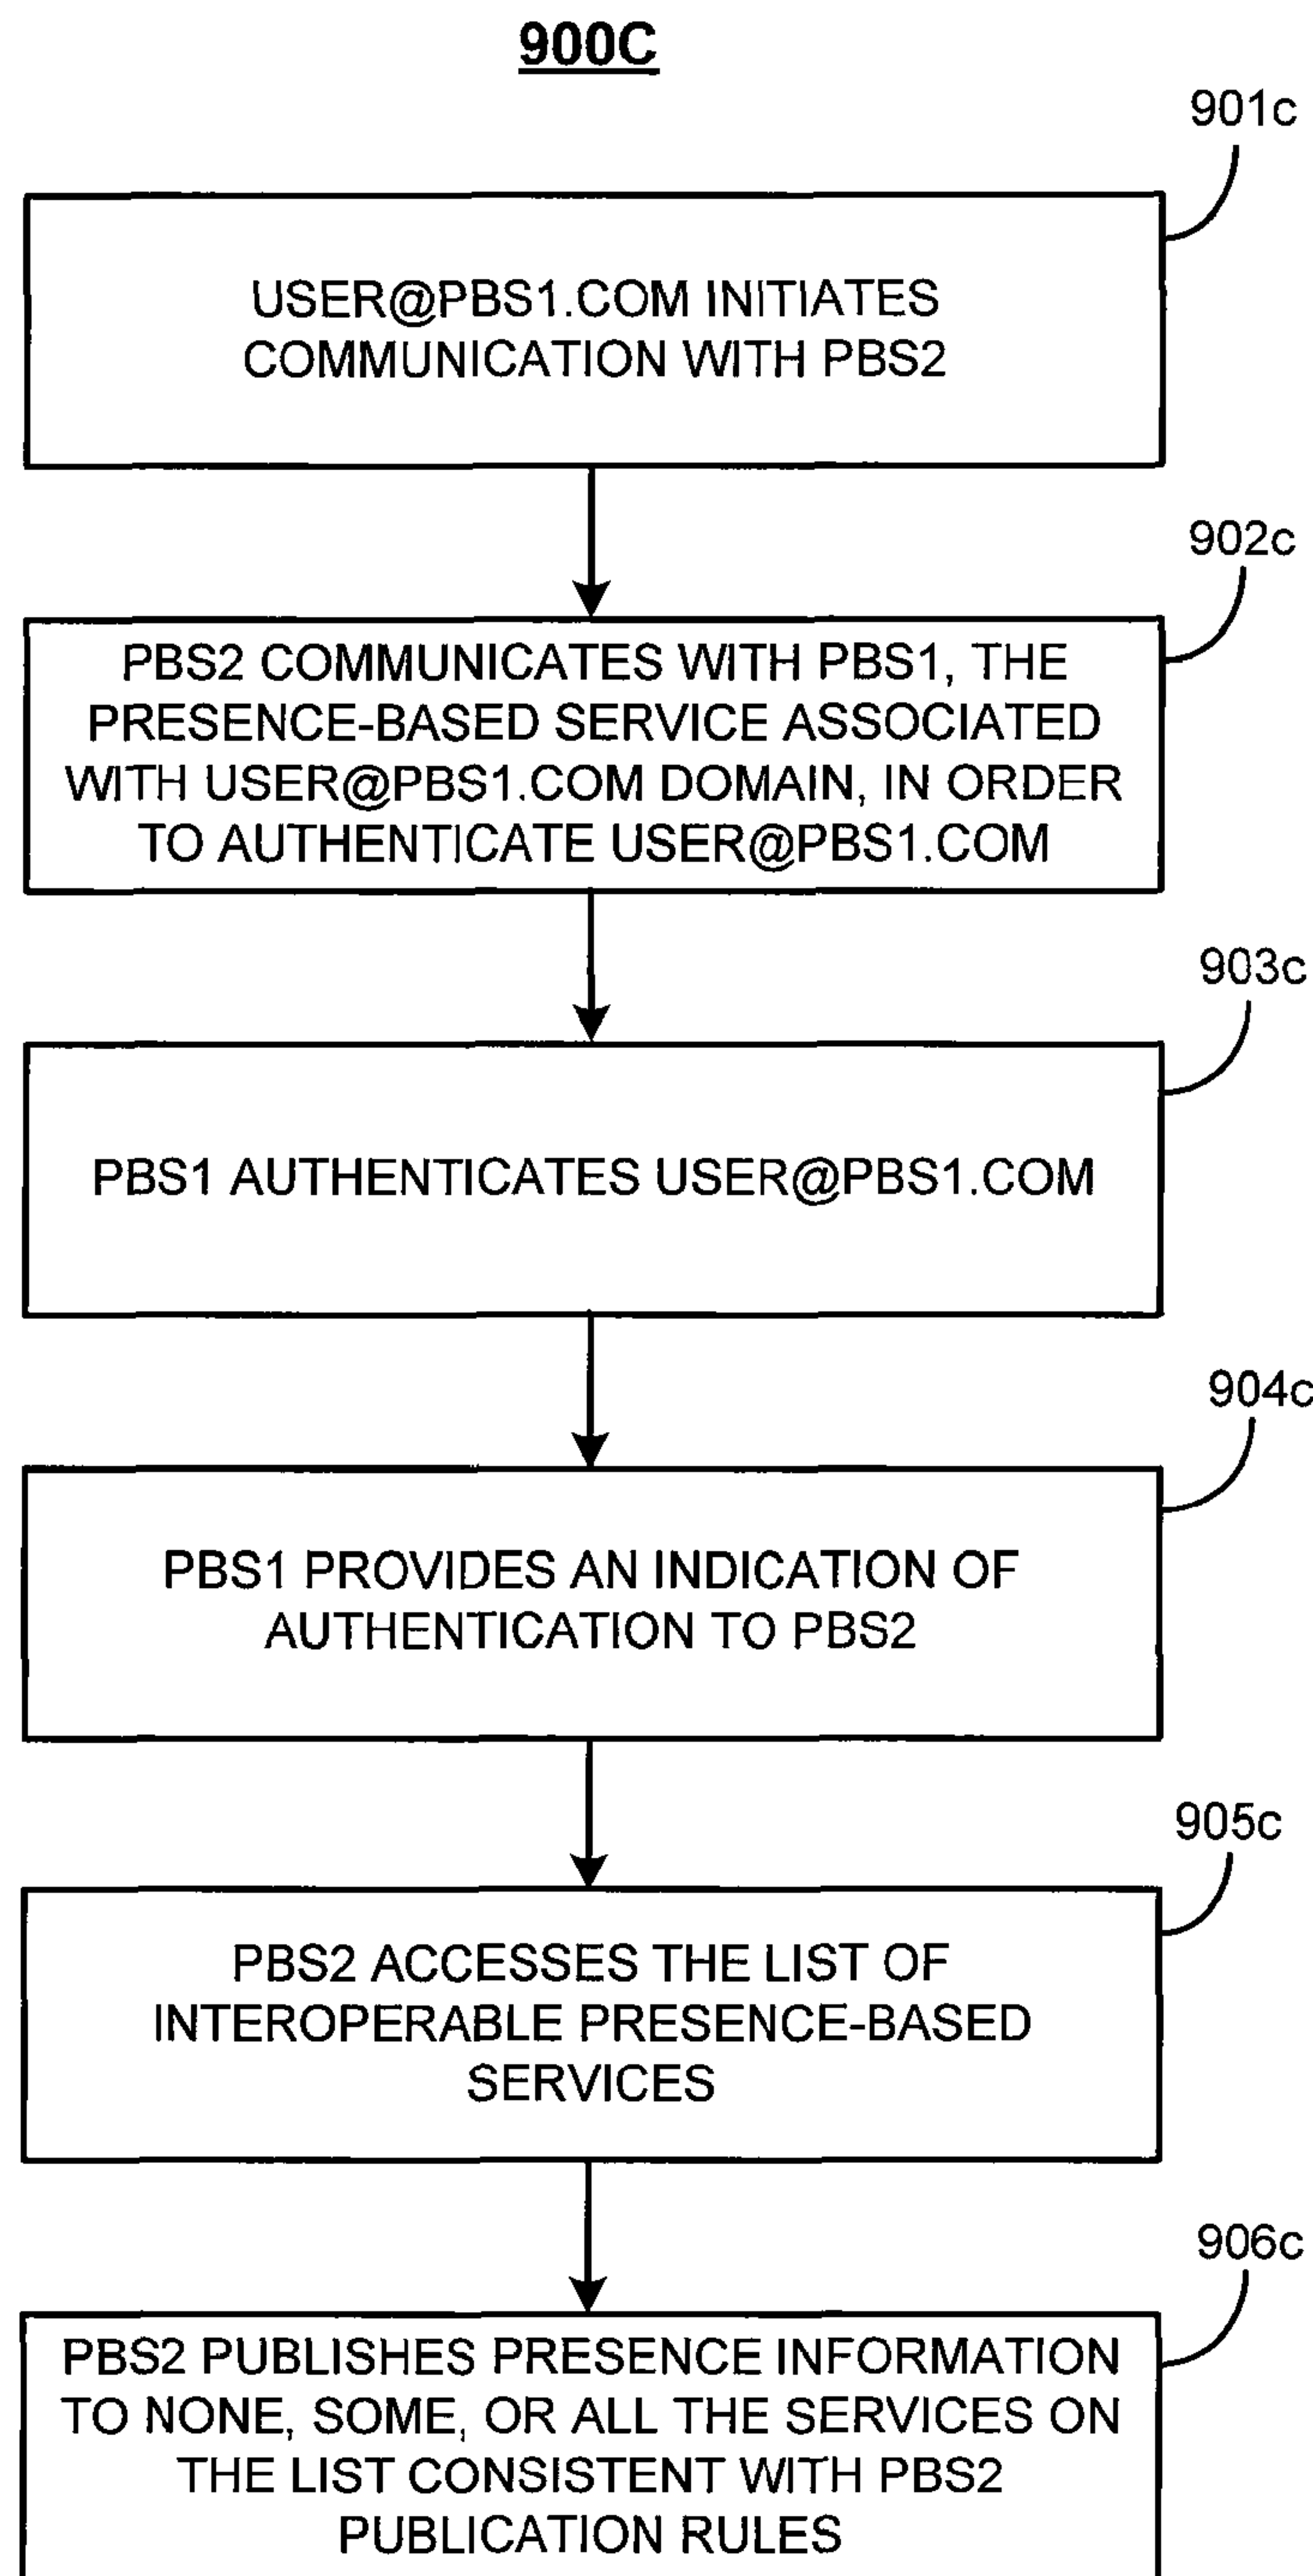 900C
901c
USER@PBS1.COM INITIATES
COMMUNICATION WITH PBS2
902c
PBS2 COMMUNICATES WITH PBS1, THE
PRESENCE-BASED SERVICE ASSOCIATED
WITH USER@PBS1.COM DOMAIN, IN ORDER
TO AUTHENTICATE USER@PBS1.COM
903c
PBS1 AUTHENTICATES USER@PBS1.COM
904c
PBS1 PROVIDES AN INDICATION OF
AUTHENTICATION TO PBS2
905c
PBS2 ACCESSES THE LIST OF
INTEROPERABLE PRESENCE-BASED
SERVICES
906c
PBS2 PUBLISHES PRESENCE INFORMATION
TO NONE, SOME, OR ALL THE SERVICES ON
THE LIST CONSISTENT WITH PBS2
PUBLICATION RULES